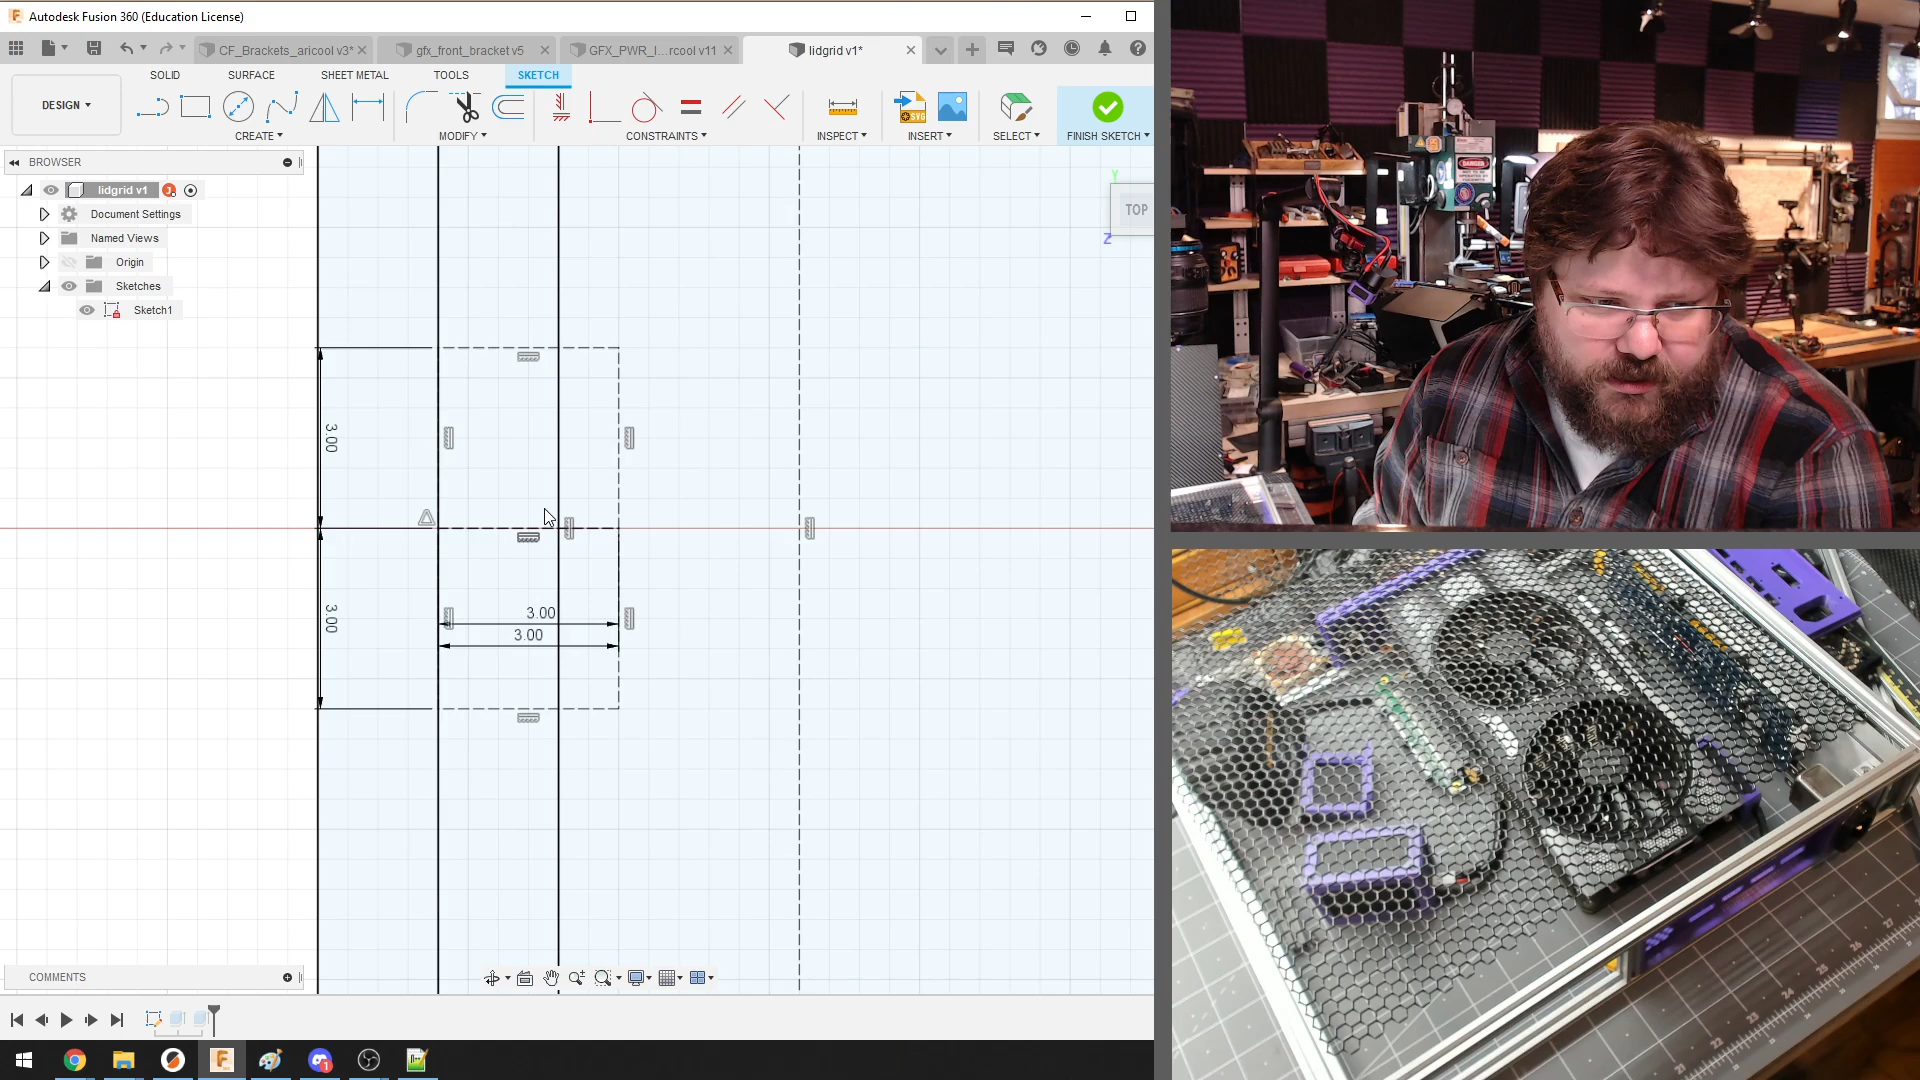 Autodesk Fusion 360 (Education License)
CF_Brackets_aricool v3*
gfx_front_bracket v5
GFX_PWR_I...rcool v11
lidgrid v1*
DESIGN
SOLID
SURFACE
SHEET METAL
TOOLS
SKETCH
CREATE
MODIFY
CONSTRAINTS
INSPECT
INSERT
SELECT
FINISH SKETCH
BROWSER
lidgrid v1
Document Settings
Named Views
Origin
Sketches
Sketch1
Y
TOP
Z
3.00
3.00
3.00
3.00
COMMENTS
DANGER